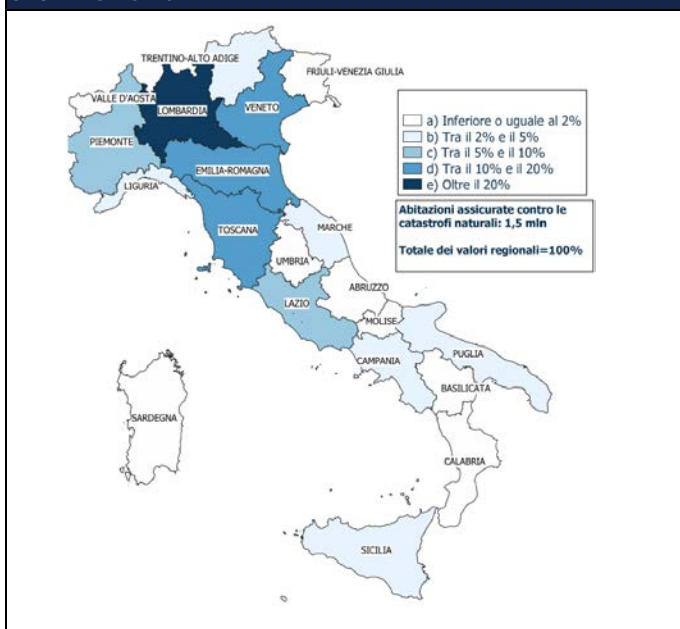 TRENTINO-ALTO ADIGE
FRIULI-VENEZIA GIULIA
VALLE D'AOSTA
LOMBARDIA
VENETO
PIEMONTE
EMILIA-ROMAGNA
LIGURIA
TOSCANA
MARCHE
UMBRIA
ABRUZZO
LAZIO
MOLISE
CAMPANIA
PUGLIA
BASILICATA
SARDEGNA
CALABRIA
SICILIA
a) Inferiore o uguale al 2%
b) Tra il 2% e il 5%
c) Tra il 5% e il 10%
d) Tra il 10% e il 20%
e) Oltre il 20%
Abitazioni assicurate contro le
catastrofi naturali: 1,5 mln
Totale dei valori regionali=100%